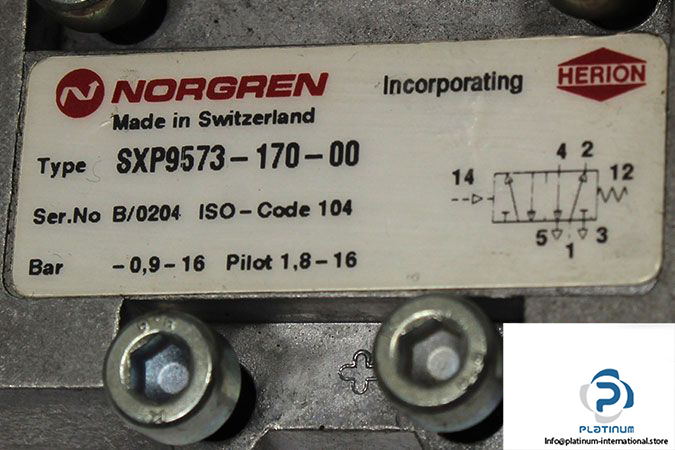 NORGREN Incorporating HERION
Made in Switzerland
Type SXP9573-170-00
Ser.No B/0204 ISO-Code 104
Bar -0,9-16 Pilot 1,8-16
4 2
14 12
5 1 3
PLATINUM
Info@platinum-international.store